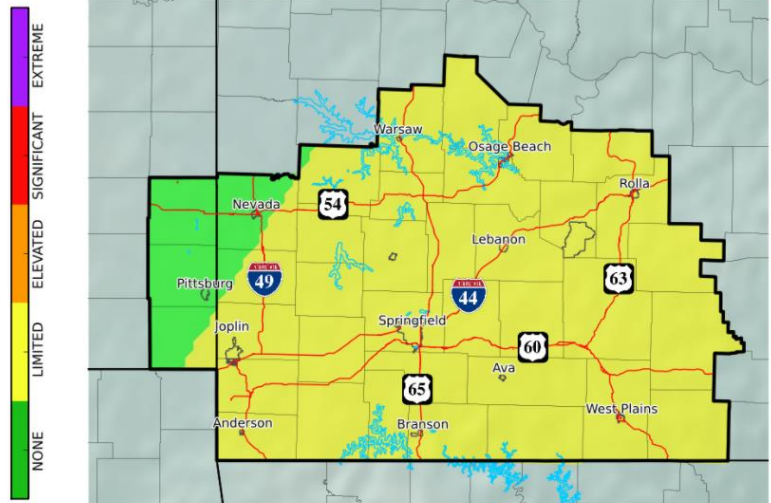 EXTREME
SIGNIFICANT
ELEVATED
LIMITED
NONE
Warsaw
Osage Beach
Nevada
54
Rolla
Lebanon
Pittsburg
49
44
63
Joplin
Springfield
60
65
Ava
Anderson
Branson
West Plains